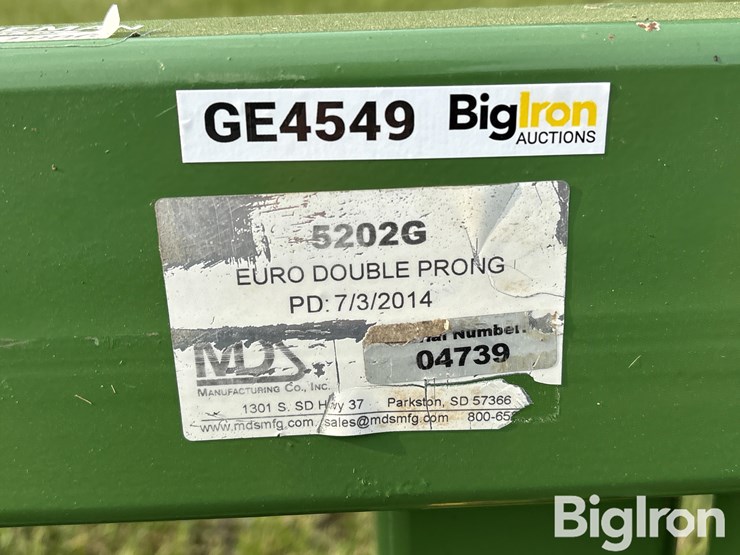 GE4549 BigIron
AUCTIONS
5202G
EURO DOUBLE PRONG
PD: 7/3/2014
Number:
04739
MDS
MANUFACTURING CO., INC.
1301 S. SD Hwy 37 Parkston, SD 57366
www.mdsmfg.com sales@mdsmfg.com
BigIron